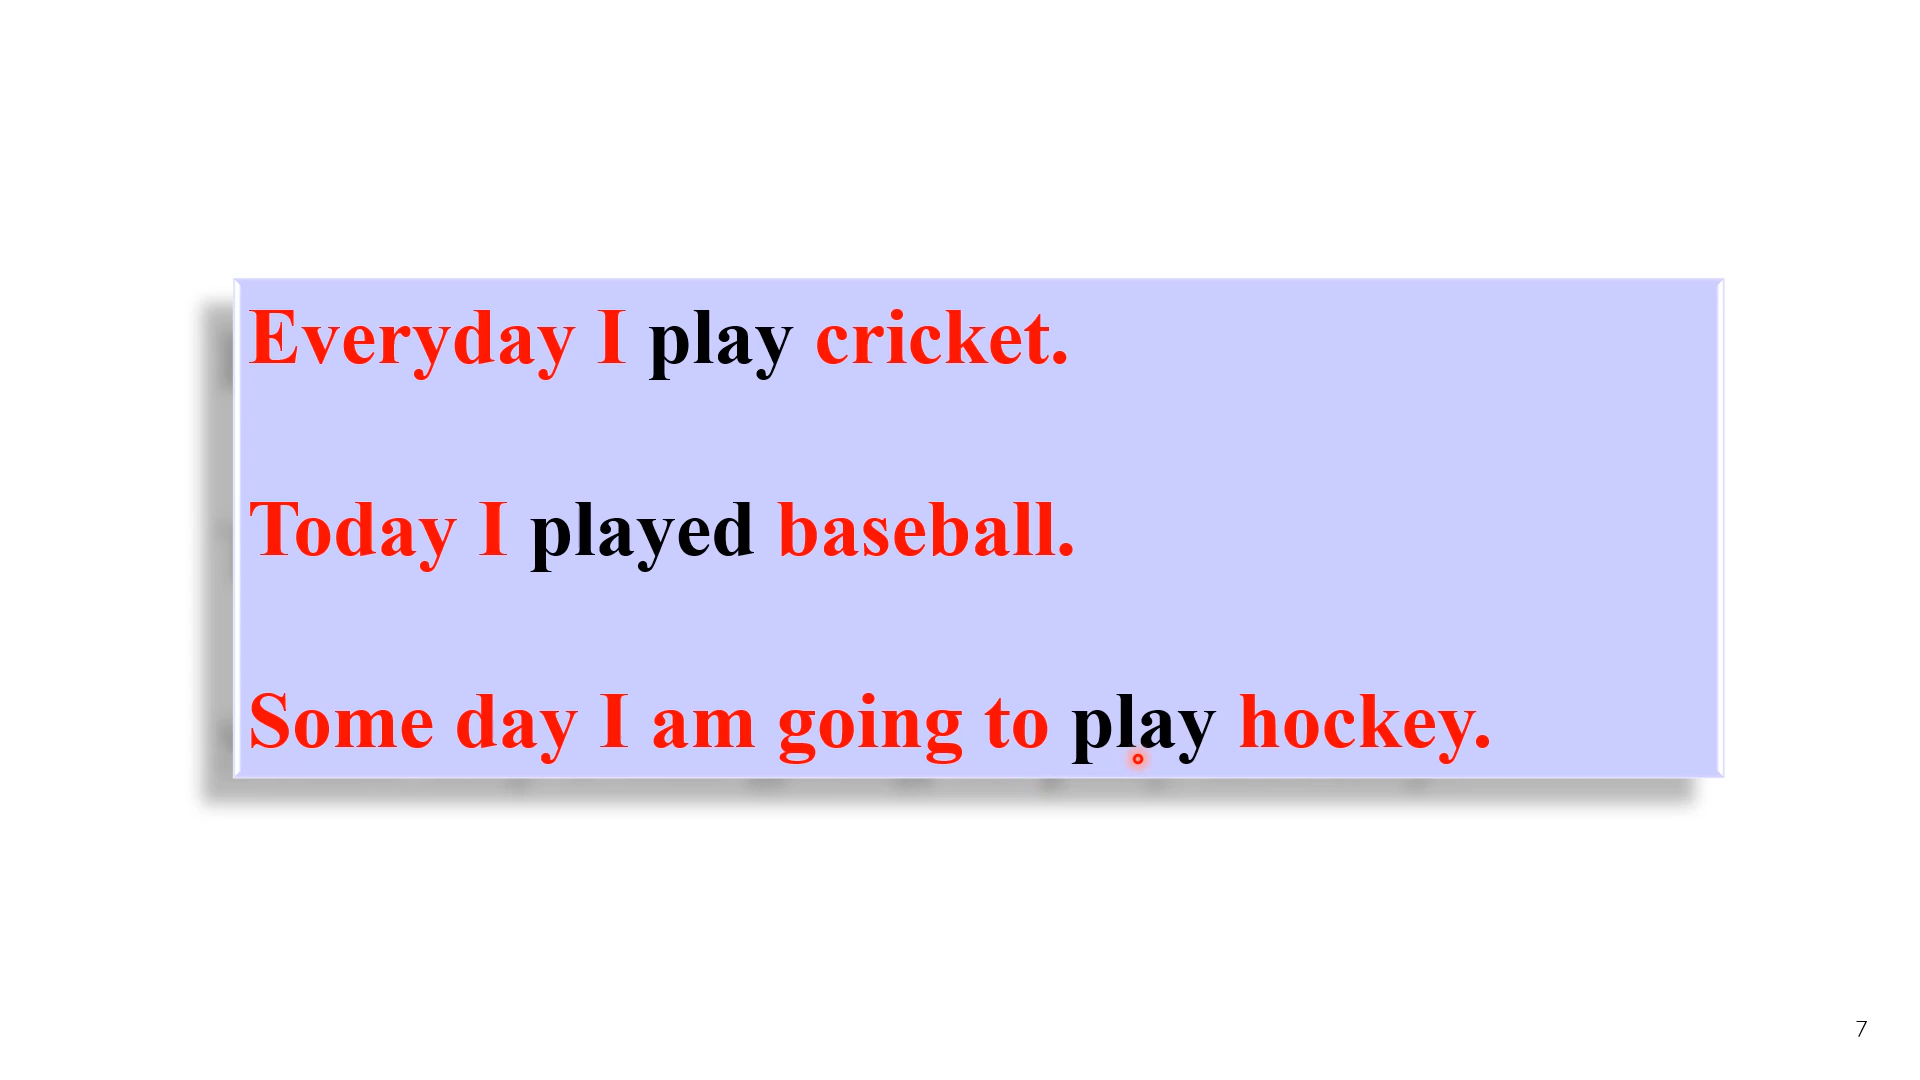 Everyday I play cricket.
Today I played baseball.
Some day I am going to play hockey.
7